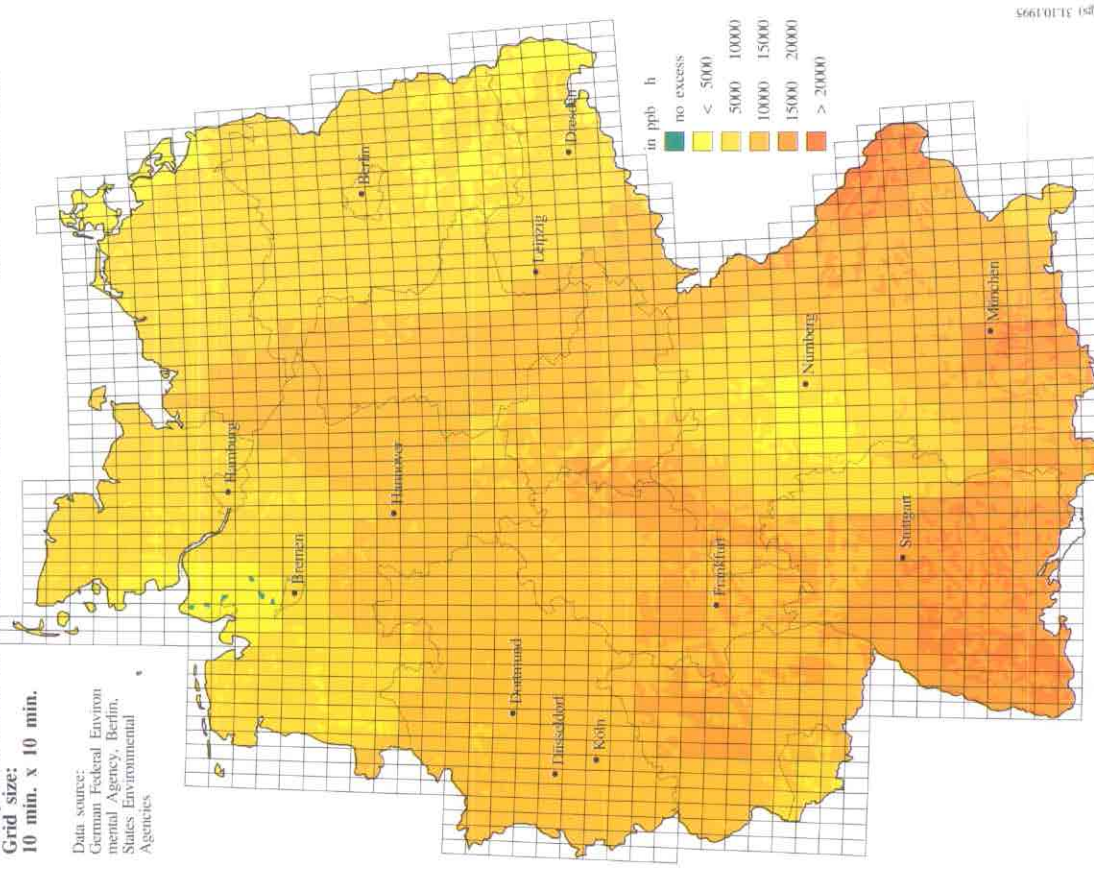 Grid size:
10 min. x 10 min.
Data source:
German Federal Environ
mental Agency, Berlin,
States Environmental
Agencies
Hamburg
Bremen
Berlin
Hannover
Dortmund
Düsseldorf
Köln
Leipzig
Dresden
Frankfurt
Nürnberg
Stuttgart
München
in ppb h
no excess
< 5000
5000 10000
10000 15000
15000 20000
> 20000
31.10.1995